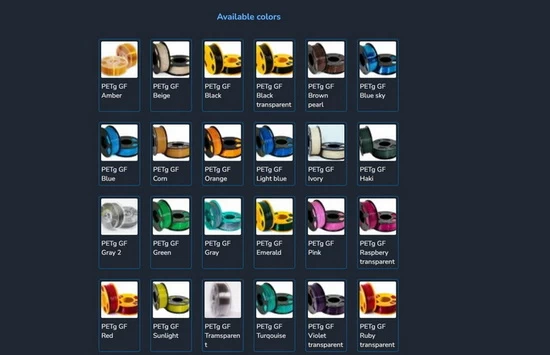 Available colors
PETg GF
Amber
PETg GF
Beige
PETg GF
Black
PETg GF
Black
transparent
PETg GF
Brown
pearl
PETg GF
Blue sky
PETg GF
Blue
PETg GF
Corn
PETg GF
Orange
PETg GF
Light blue
PETg GF
Ivory
PETg GF
Haki
PETg GF
Gray 2
PETg GF
Green
PETg GF
Gray
PETg GF
Emerald
PETg GF
Pink
PETg GF
Raspbery
transparent
PETg GF
Red
PETg GF
Sunlight
PETg GF
Tramsparen
t
PETg GF
Turqouise
PETg GF
Violet
transparent
PETg GF
Ruby
transparent